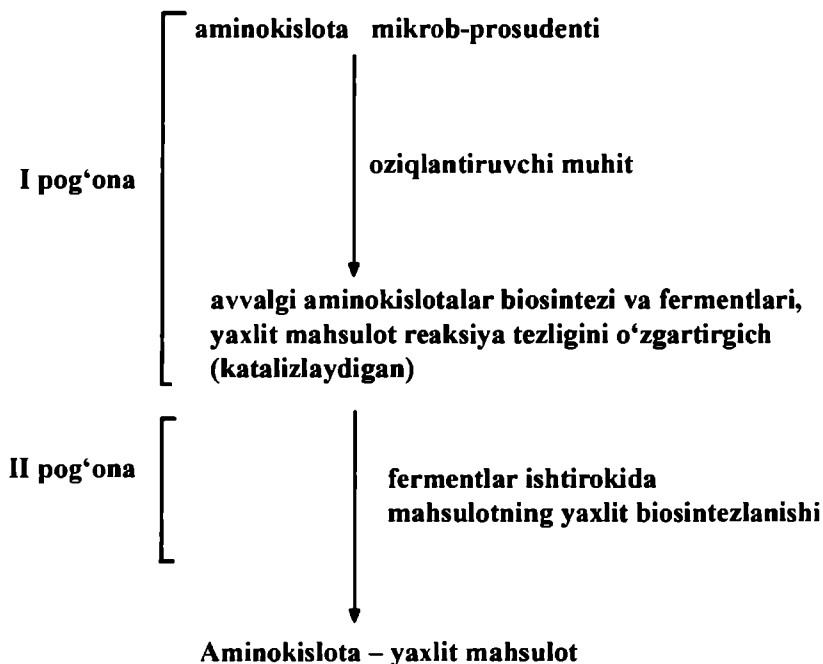 aminokislota mikrob-prosudenti
I pog‘ona
oziqlantiruvchi muhit
avvalgi aminokislotalar biosintezi va fermentlari,
yaxlit mahsulot reaksiya tezligini o‘zgartirgich
(katalizlaydigan)
II pog‘ona
fermentlar ishtirokida
mahsulotning yaxlit biosintezlanishi
Aminokislota – yaxlit mahsulot